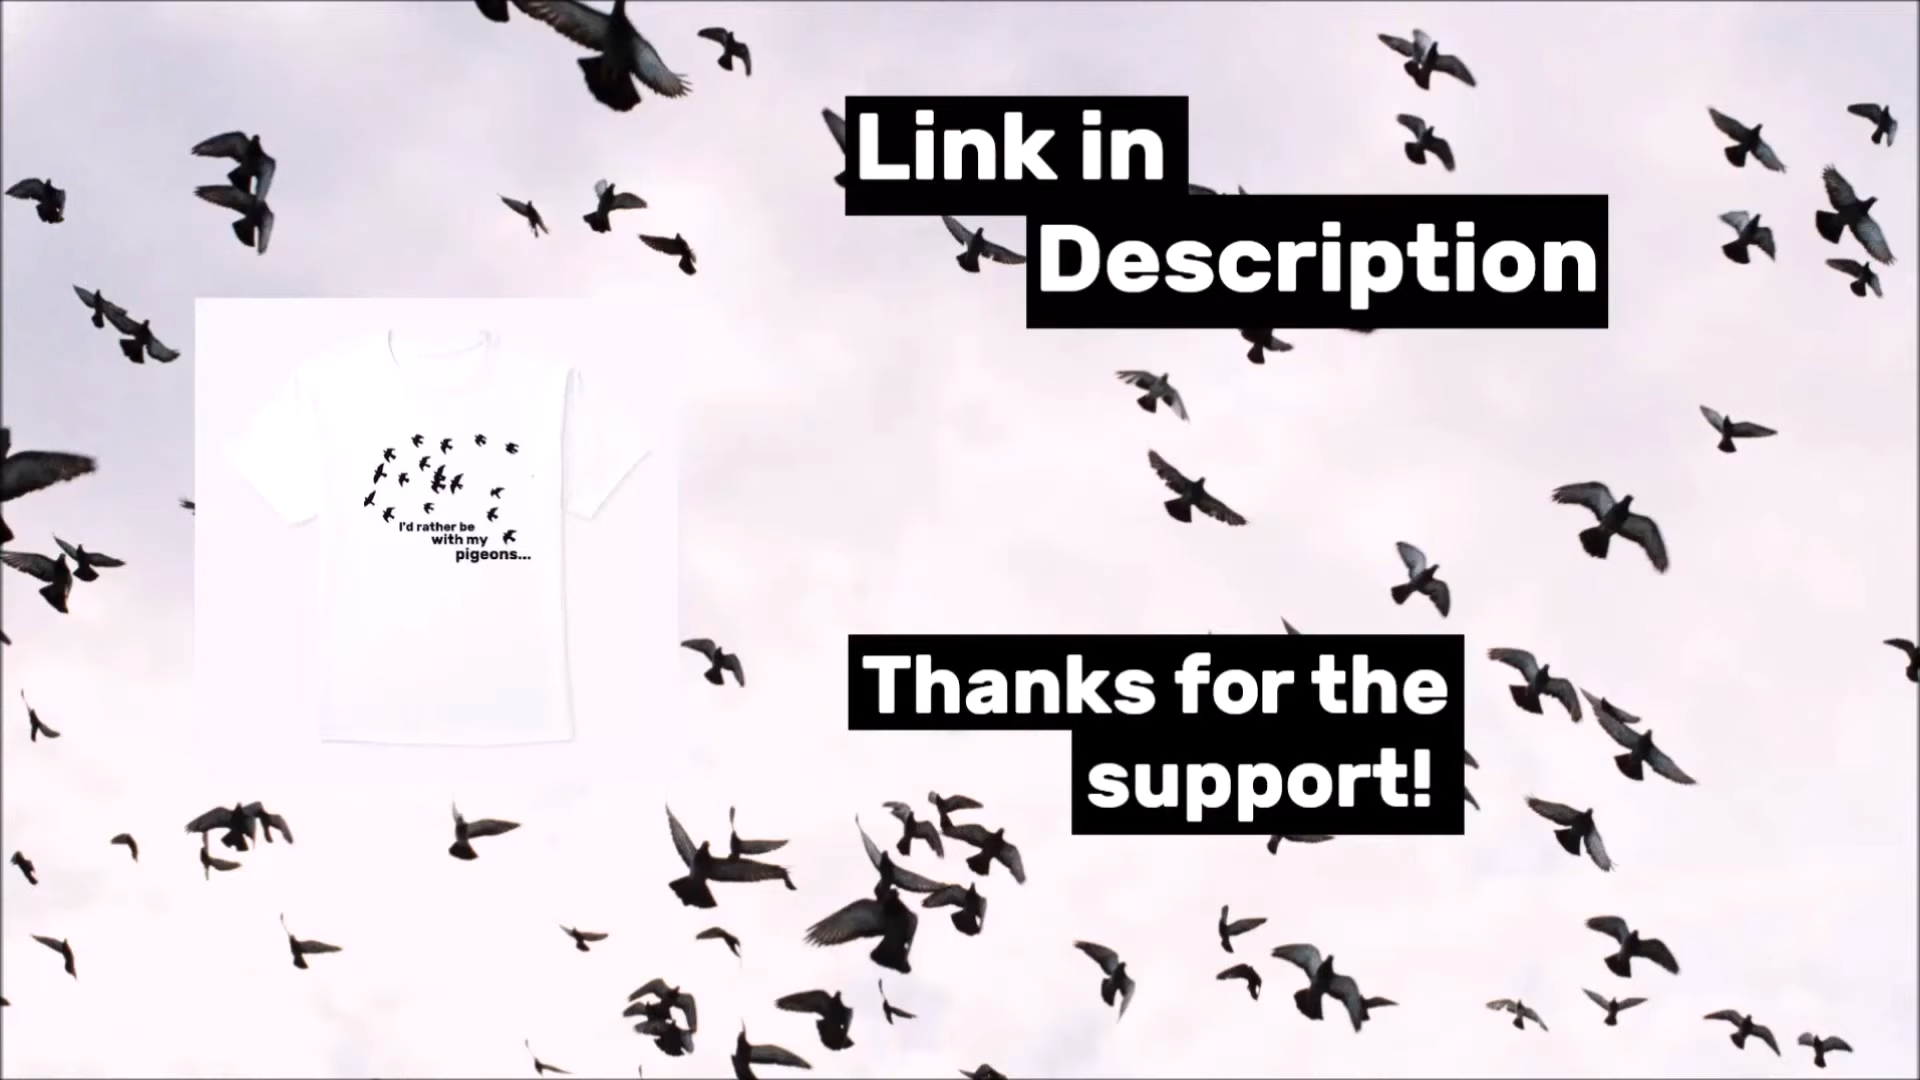 Link in
Description
I'd rather be
with my
pigeons...
Thanks for the
support!